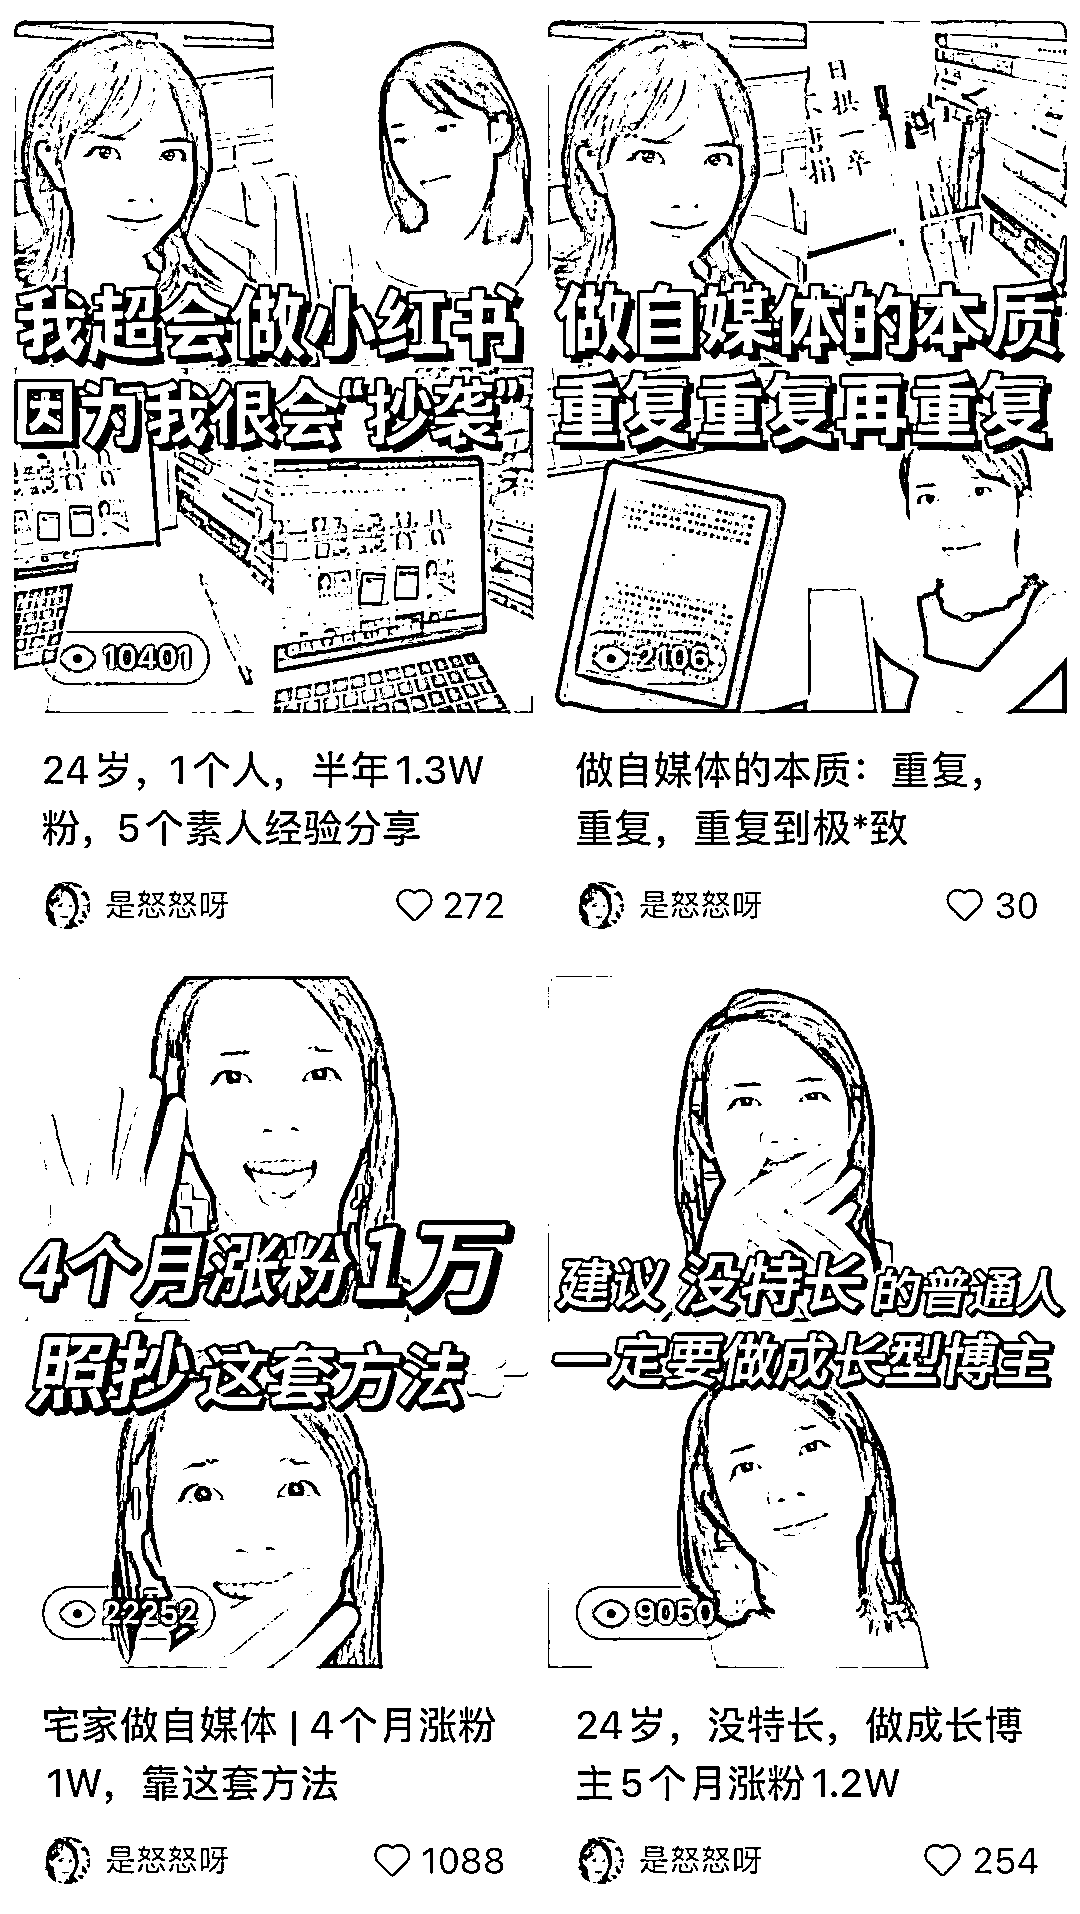 日拱一卒
我超会做小红书
因为我很会“抄袭”
10401
24岁，1个人，半年1.3W
粉，5个素人经验分享
是怒怒呀
272
做自媒体的本质
重复重复再重复
2106
做自媒体的本质：重复，
重复，重复到极*致
是怒怒呀
30
4个月涨粉1万
照抄这套方法
22252
宅家做自媒体 | 4个月涨粉
1W，靠这套方法
是怒怒呀
1088
建议没特长的普通人
一定要做成长型博主
9050
24岁，没特长，做成长博
主5个月涨粉1.2W
是怒怒呀
254